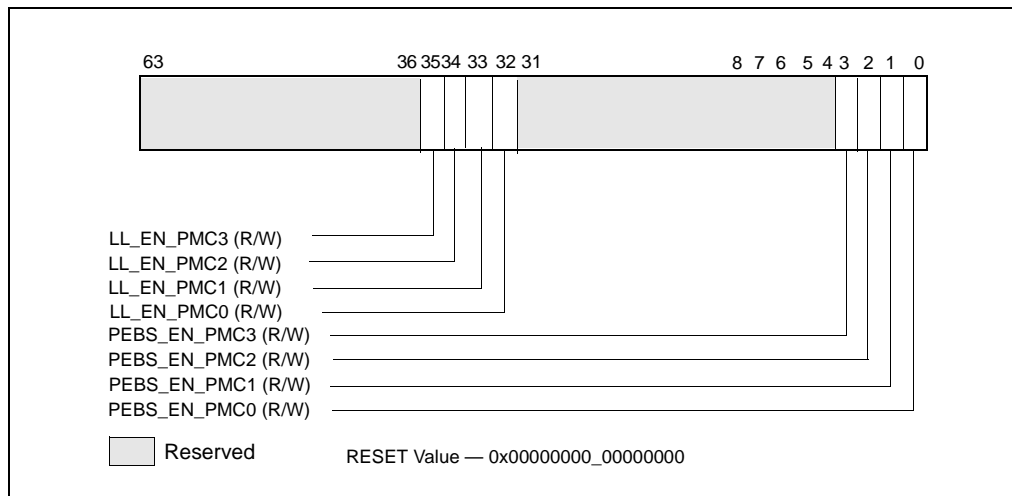 63 36 35 34 33 32 31 8 7 6 5 4 3 2 1 0
LL_EN_PMC3 (R/W)
LL_EN_PMC2 (R/W)
LL_EN_PMC1 (R/W)
LL_EN_PMC0 (R/W)
PEBS_EN_PMC3 (R/W)
PEBS_EN_PMC2 (R/W)
PEBS_EN_PMC1 (R/W)
PEBS_EN_PMC0 (R/W)
Reserved RESET Value — 0x00000000_00000000